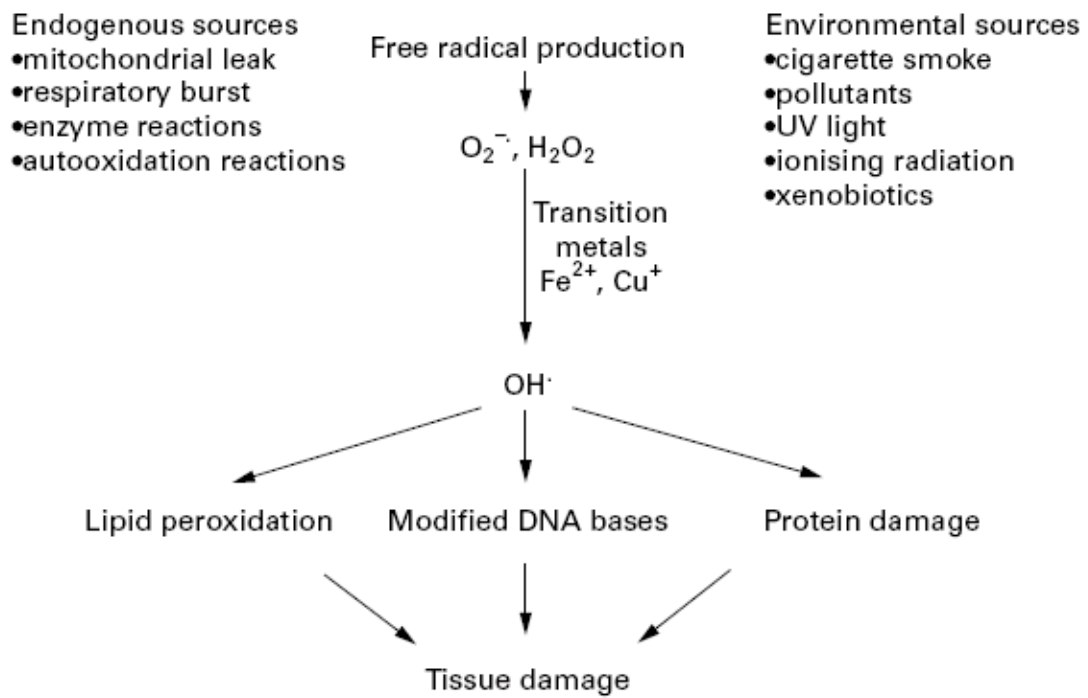 Endogenous sources
•mitochondrial leak
•respiratory burst
•enzyme reactions
•autooxidation reactions
Free radical production
Environmental sources
•cigarette smoke
•pollutants
•UV light
•ionising radiation
•xenobiotics
O₂⁻·, H₂O₂
Transition
metals
Fe²⁺, Cu⁺
OH·
Lipid peroxidation
Modified DNA bases
Protein damage
Tissue damage